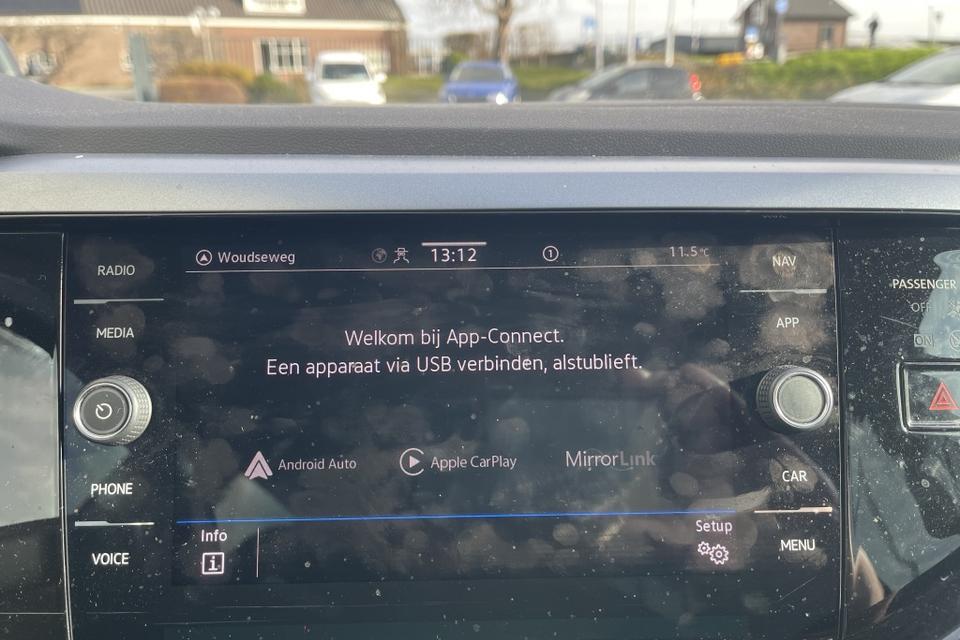 RADIO
MEDIA
PHONE
VOICE
Woudseweg
13:12
1
11.5°C
Welkom bij App-Connect.
Een apparaat via USB verbinden, alstublieft.
Android Auto
Apple CarPlay
MirrorLink
Info
i
Setup
NAV
APP
CAR
MENU
PASSENGER
OFF
ON